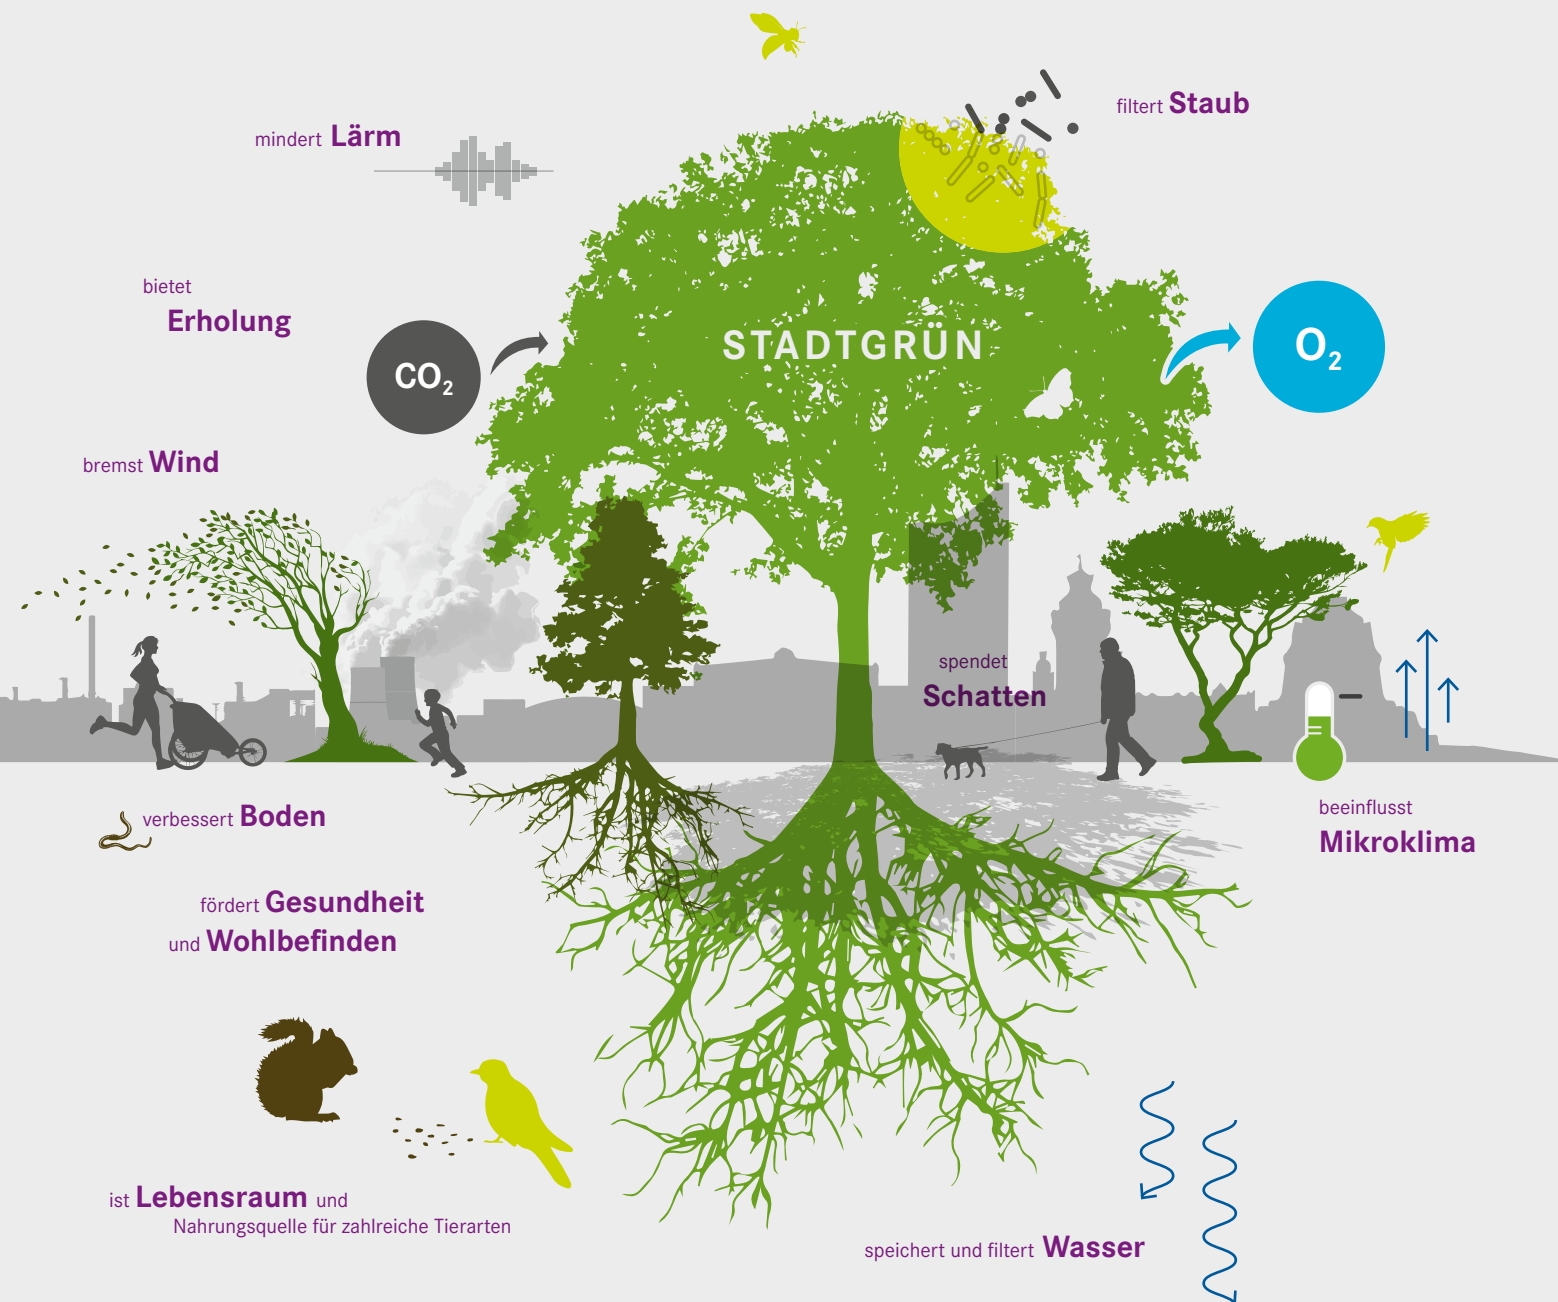 filtert Staub
mindert Lärm
bietet
Erholung
STADTGRÜN
CO₂
O₂
bremst Wind
spendet
Schatten
verbessert Boden
beeinflusst
Mikroklima
fördert Gesundheit
und Wohlbefinden
ist Lebensraum und
Nahrungsquelle für zahlreiche Tierarten
speichert und filtert Wasser